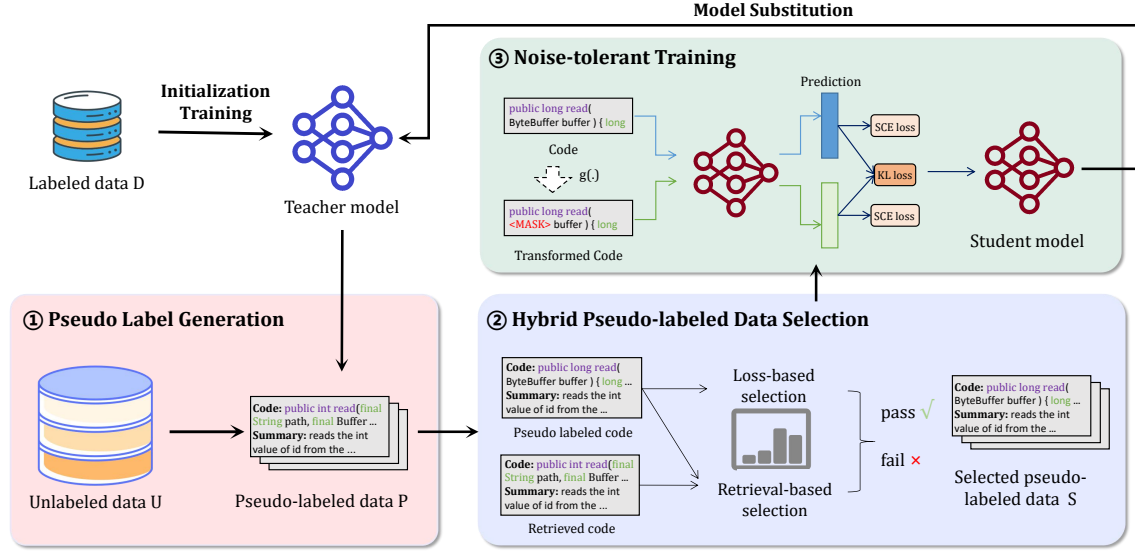 Model Substitution
Initialization
Training
Labeled data D
Teacher model
③ Noise-tolerant Training
public long read(
ByteBuffer buffer ) { long
Code
g(.)
public long read(
<MASK> buffer ) { long
Transformed Code
Prediction
SCE loss
KL loss
SCE loss
Student model
① Pseudo Label Generation
Unlabeled data U
Code: public int read(final
String path, final Buffer ...
Summary: reads the int
value of id from the ...
Pseudo-labeled data P
② Hybrid Pseudo-labeled Data Selection
Code: public long read(
ByteBuffer buffer ) { long ...
Summary: reads the int
value of id from the ...
Pseudo labeled code
Code: public int read(final
String path, final Buffer ...
Summary: reads the int
value of id from the ...
Retrieved code
Loss-based
selection
Retrieval-based
selection
pass √
fail ×
Code: public long read(
ByteBuffer buffer ) { long ...
Summary: reads the int
value of id from the ...
Selected pseudo-
labeled data S